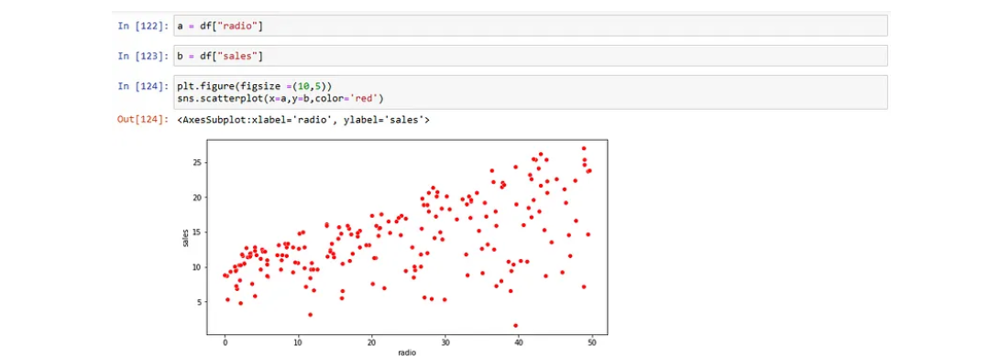 In [122]: a = df["radio"]
In [123]: b = df["sales"]
In [124]: plt.figure(figsize =(10,5))
sns.scatterplot(x=a,y=b,color='red')
Out[124]: <AxesSubplot:xlabel='radio', ylabel='sales'>
25
20
15
10
5
sales
0 10 20 30 40 50
radio